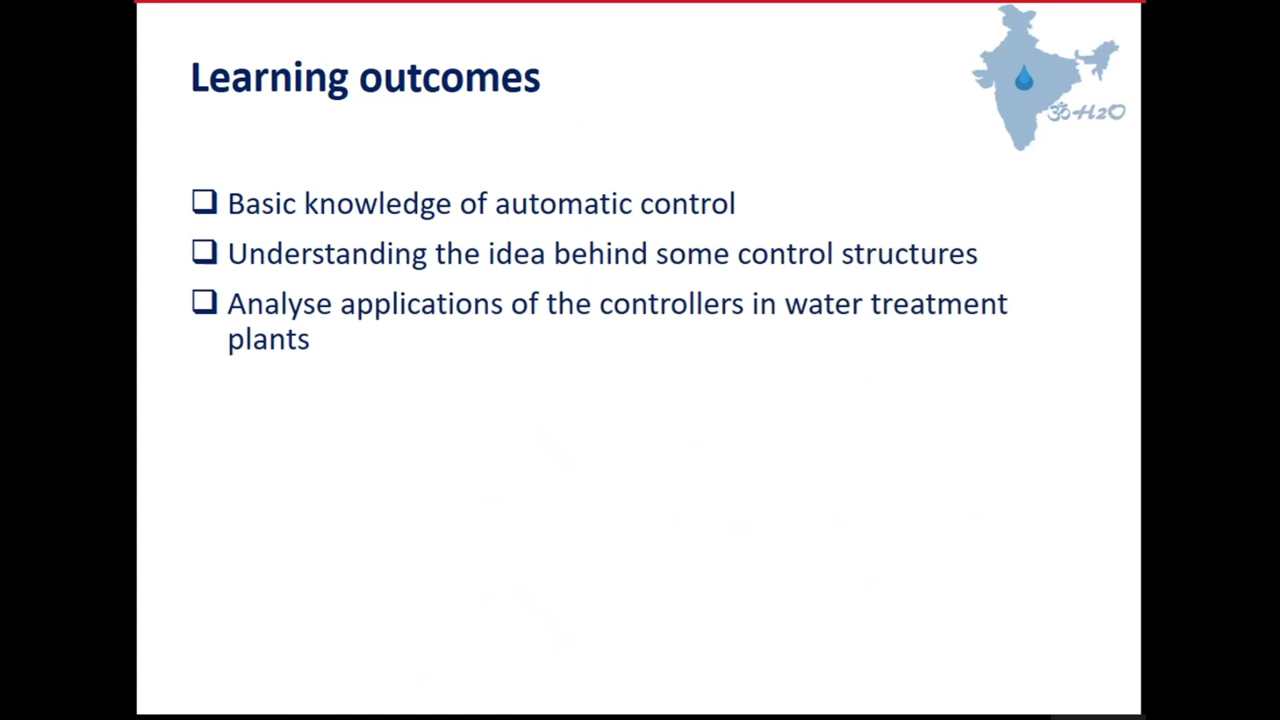 Learning outcomes
ॐH2O
❑ Basic knowledge of automatic control
❑ Understanding the idea behind some control structures
❑ Analyse applications of the controllers in water treatment
plants